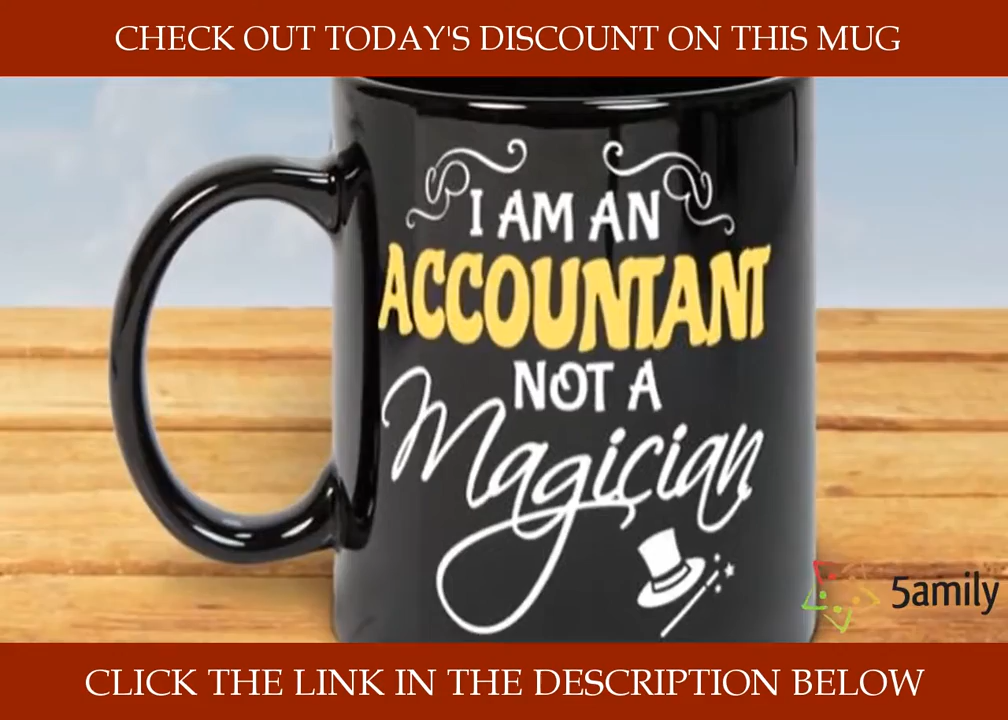 CHECK OUT TODAY'S DISCOUNT ON THIS MUG
I AM AN
ACCOUNTANT
NOT A
Magician
5amily
CLICK THE LINK IN THE DESCRIPTION BELOW